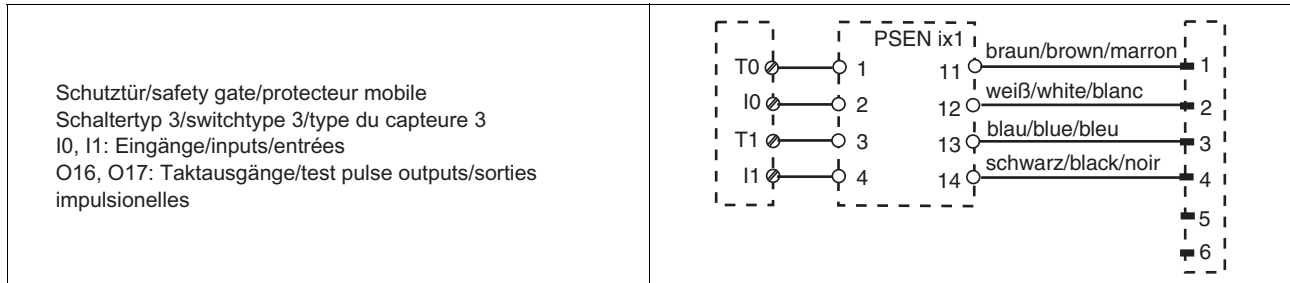 Schutztür/safety gate/protecteur mobile
Schaltertyp 3/switchtype 3/type du capteure 3
I0, I1: Eingänge/inputs/entrées
O16, O17: Taktausgänge/test pulse outputs/sorties
impulsionelles
PSEN ix1
T0 1 11 braun/brown/marron 1
I0 2 12 weiß/white/blanc 2
T1 3 13 blau/blue/bleu 3
I1 4 14 schwarz/black/noir 4
5
6